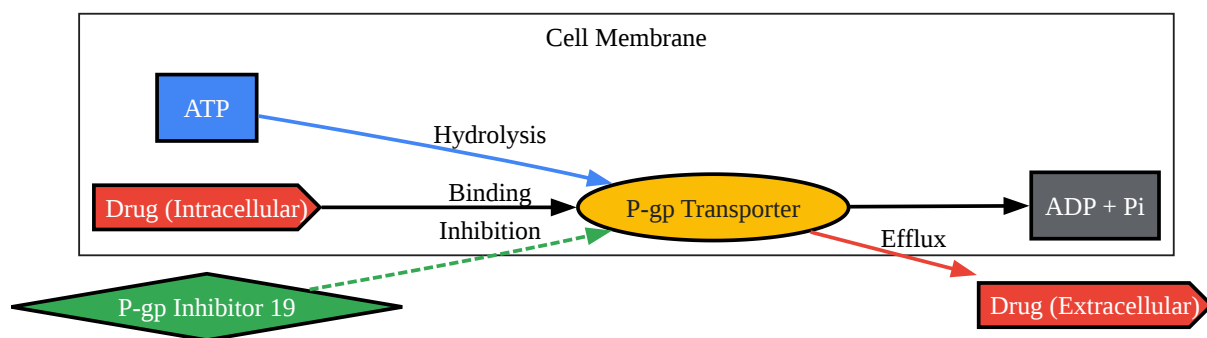 Cell Membrane
ATP
Hydrolysis
Drug (Intracellular)
Binding
P-gp Transporter
ADP + Pi
Inhibition
Efflux
P-gp Inhibitor 19
Drug (Extracellular)